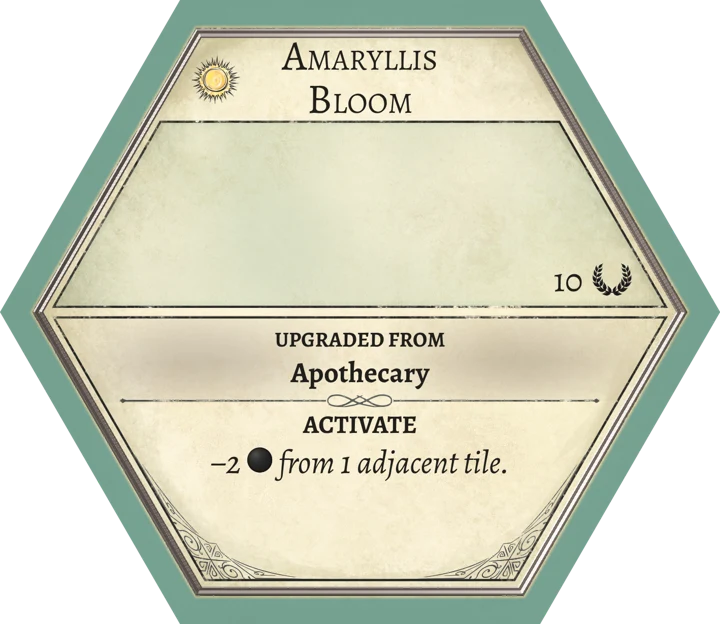 Amaryllis
Bloom
10
UPGRADED FROM
Apothecary
ACTIVATE
–2 from 1 adjacent tile.